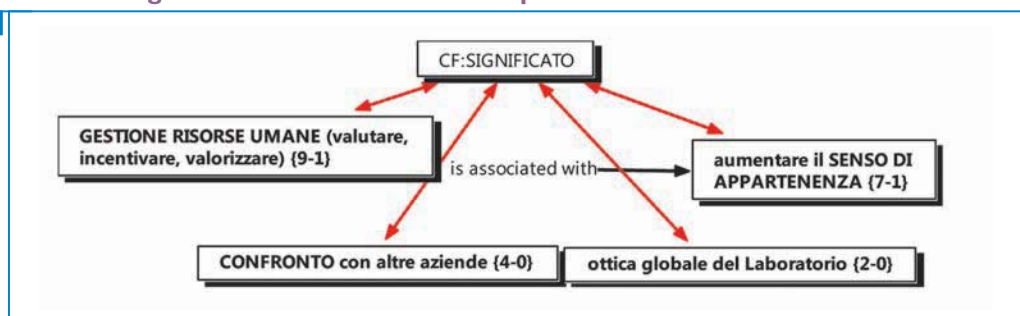 CF:SIGNIFICATO
GESTIONE RISORSE UMANE (valutare,
incentivare, valorizzare) {9-1}
is associated with
aumentare il SENSO DI
APPARTENENZA {7-1}
CONFRONTO con altre aziende {4-0}
ottica globale del Laboratorio {2-0}